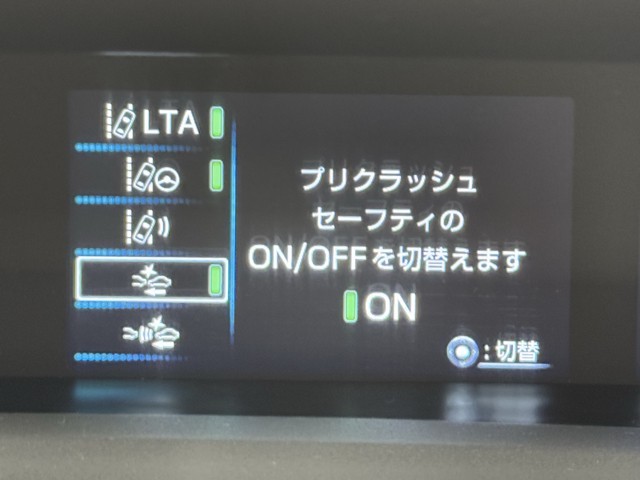 LTA
プリクラッシュ
セーフティの
ON/OFFを切替えます
ON
:切替